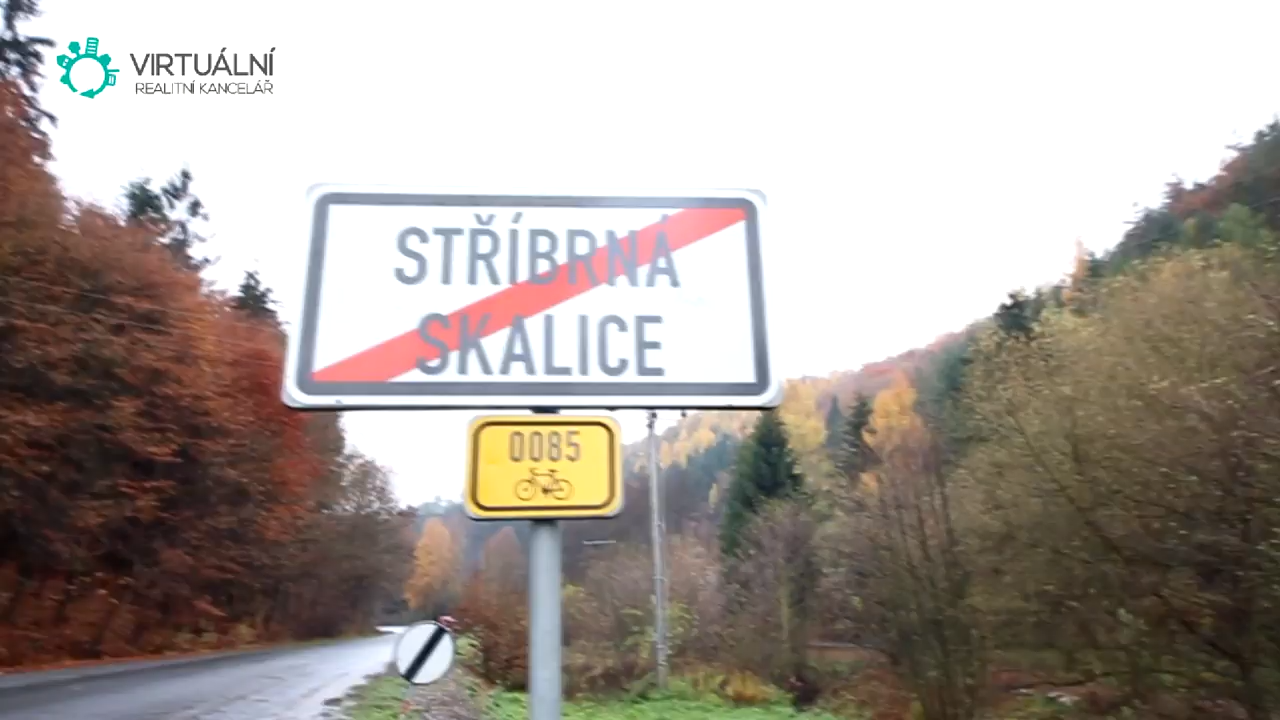 VIRTUÁLNÍ
REALITNÍ KANCELÁŘ
STŘÍBRNÁ
SKALICE
0085